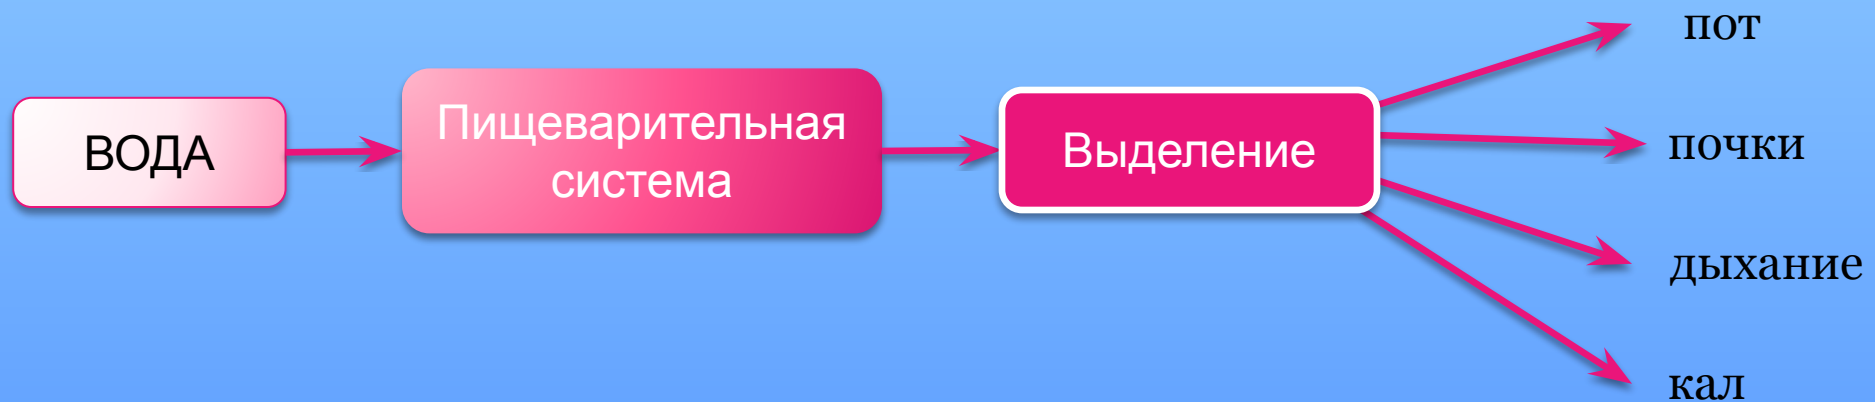 ВОДА
Пищеварительная
система
Выделение
пот
почки
дыхание
кал